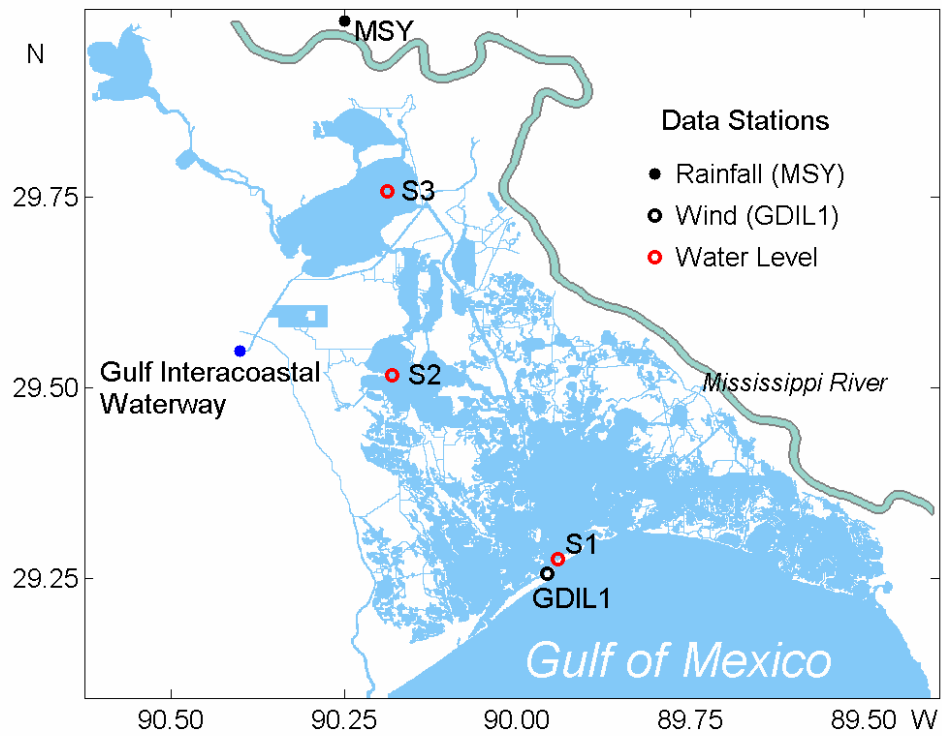 MSY
N
Data Stations
Rainfall (MSY)
Wind (GDIL1)
Water Level
29.75
S3
S2
Gulf Interacoastal
Waterway
29.50
Mississippi River
S1
29.25
GDIL1
Gulf of Mexico
90.50
90.25
90.00
89.75
89.50
W